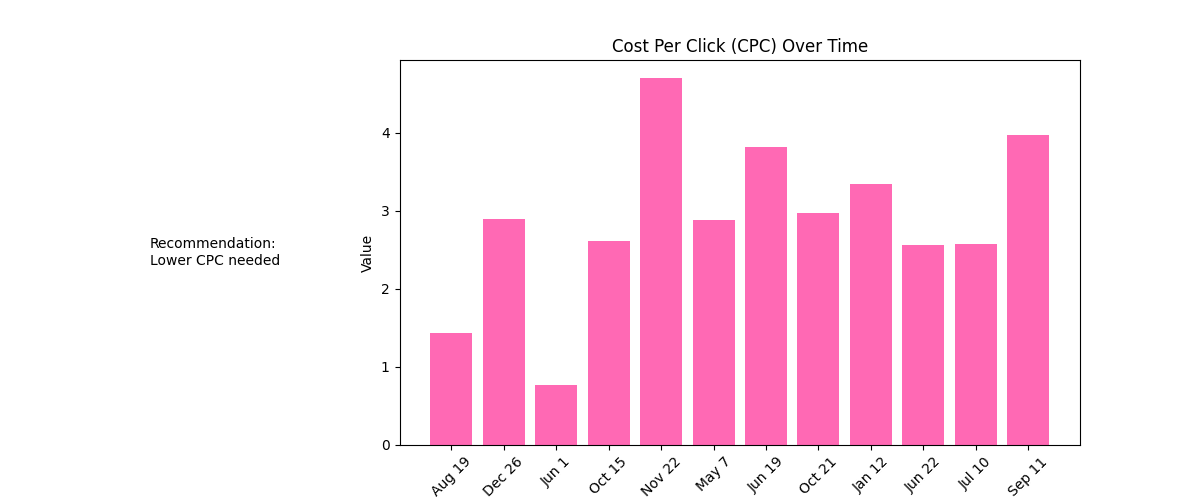 Cost Per Click (CPC) Over Time
Recommendation:
Lower CPC needed
Value
4
3
2
1
0
Aug 19
Dec 26
Jun 1
Oct 15
Nov 22
May 7
Jun 19
Oct 21
Jan 12
Jun 22
Jul 10
Sep 11